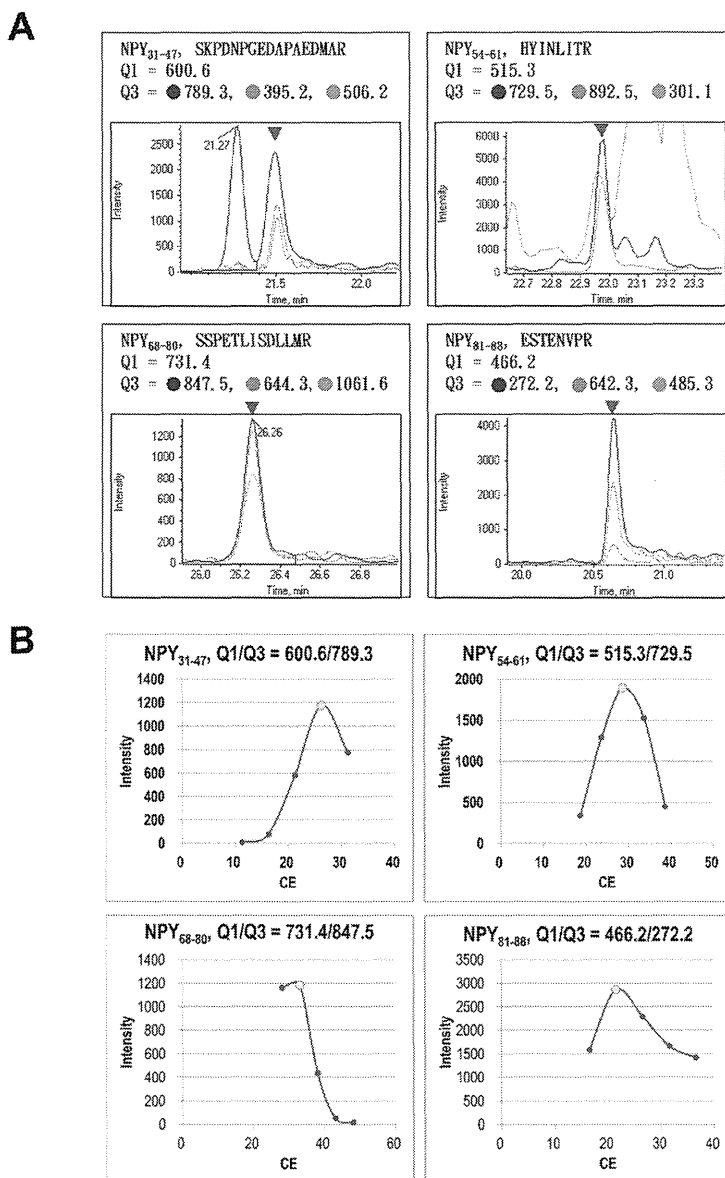 A
NPY31-47, SKPDNPGEDAPAEDMAR
Q1 = 600.6
Q3 = 789.3, 395.2, 506.2
Intensity
2500
2000
1500
1000
500
0
21.27
21.5
22.0
Time, min
NPY54-61, HYINLITR
Q1 = 515.3
Q3 = 729.5, 892.5, 301.1
Intensity
6000
5000
4000
3000
2000
1000
0
22.7 22.8 22.9 23.0 23.1 23.2 23.3
Time, min
NPY68-80, SSPETLISDLLMR
Q1 = 731.4
Q3 = 847.5, 644.3, 1061.6
Intensity
1200
1000
800
600
400
200
0
26.26
26.0 26.2 26.4 26.6 26.8
Time, min
NPY81-88, ESTENVPR
Q1 = 466.2
Q3 = 272.2, 642.3, 485.3
Intensity
4000
3000
2000
1000
0
20.0 20.5 21.0
Time, min
B
NPY31-47, Q1/Q3 = 600.6/789.3
Intensity
1400
1200
1000
800
600
400
200
0
0 10 20 30 40
CE
NPY54-61, Q1/Q3 = 515.3/729.5
Intensity
2000
1500
1000
500
0
0 10 20 30 40 50
CE
NPY68-80, Q1/Q3 = 731.4/847.5
Intensity
1400
1200
1000
800
600
400
200
0
0 20 40 60
CE
NPY81-88, Q1/Q3 = 466.2/272.2
Intensity
3500
3000
2500
2000
1500
1000
500
0
0 10 20 30 40
CE